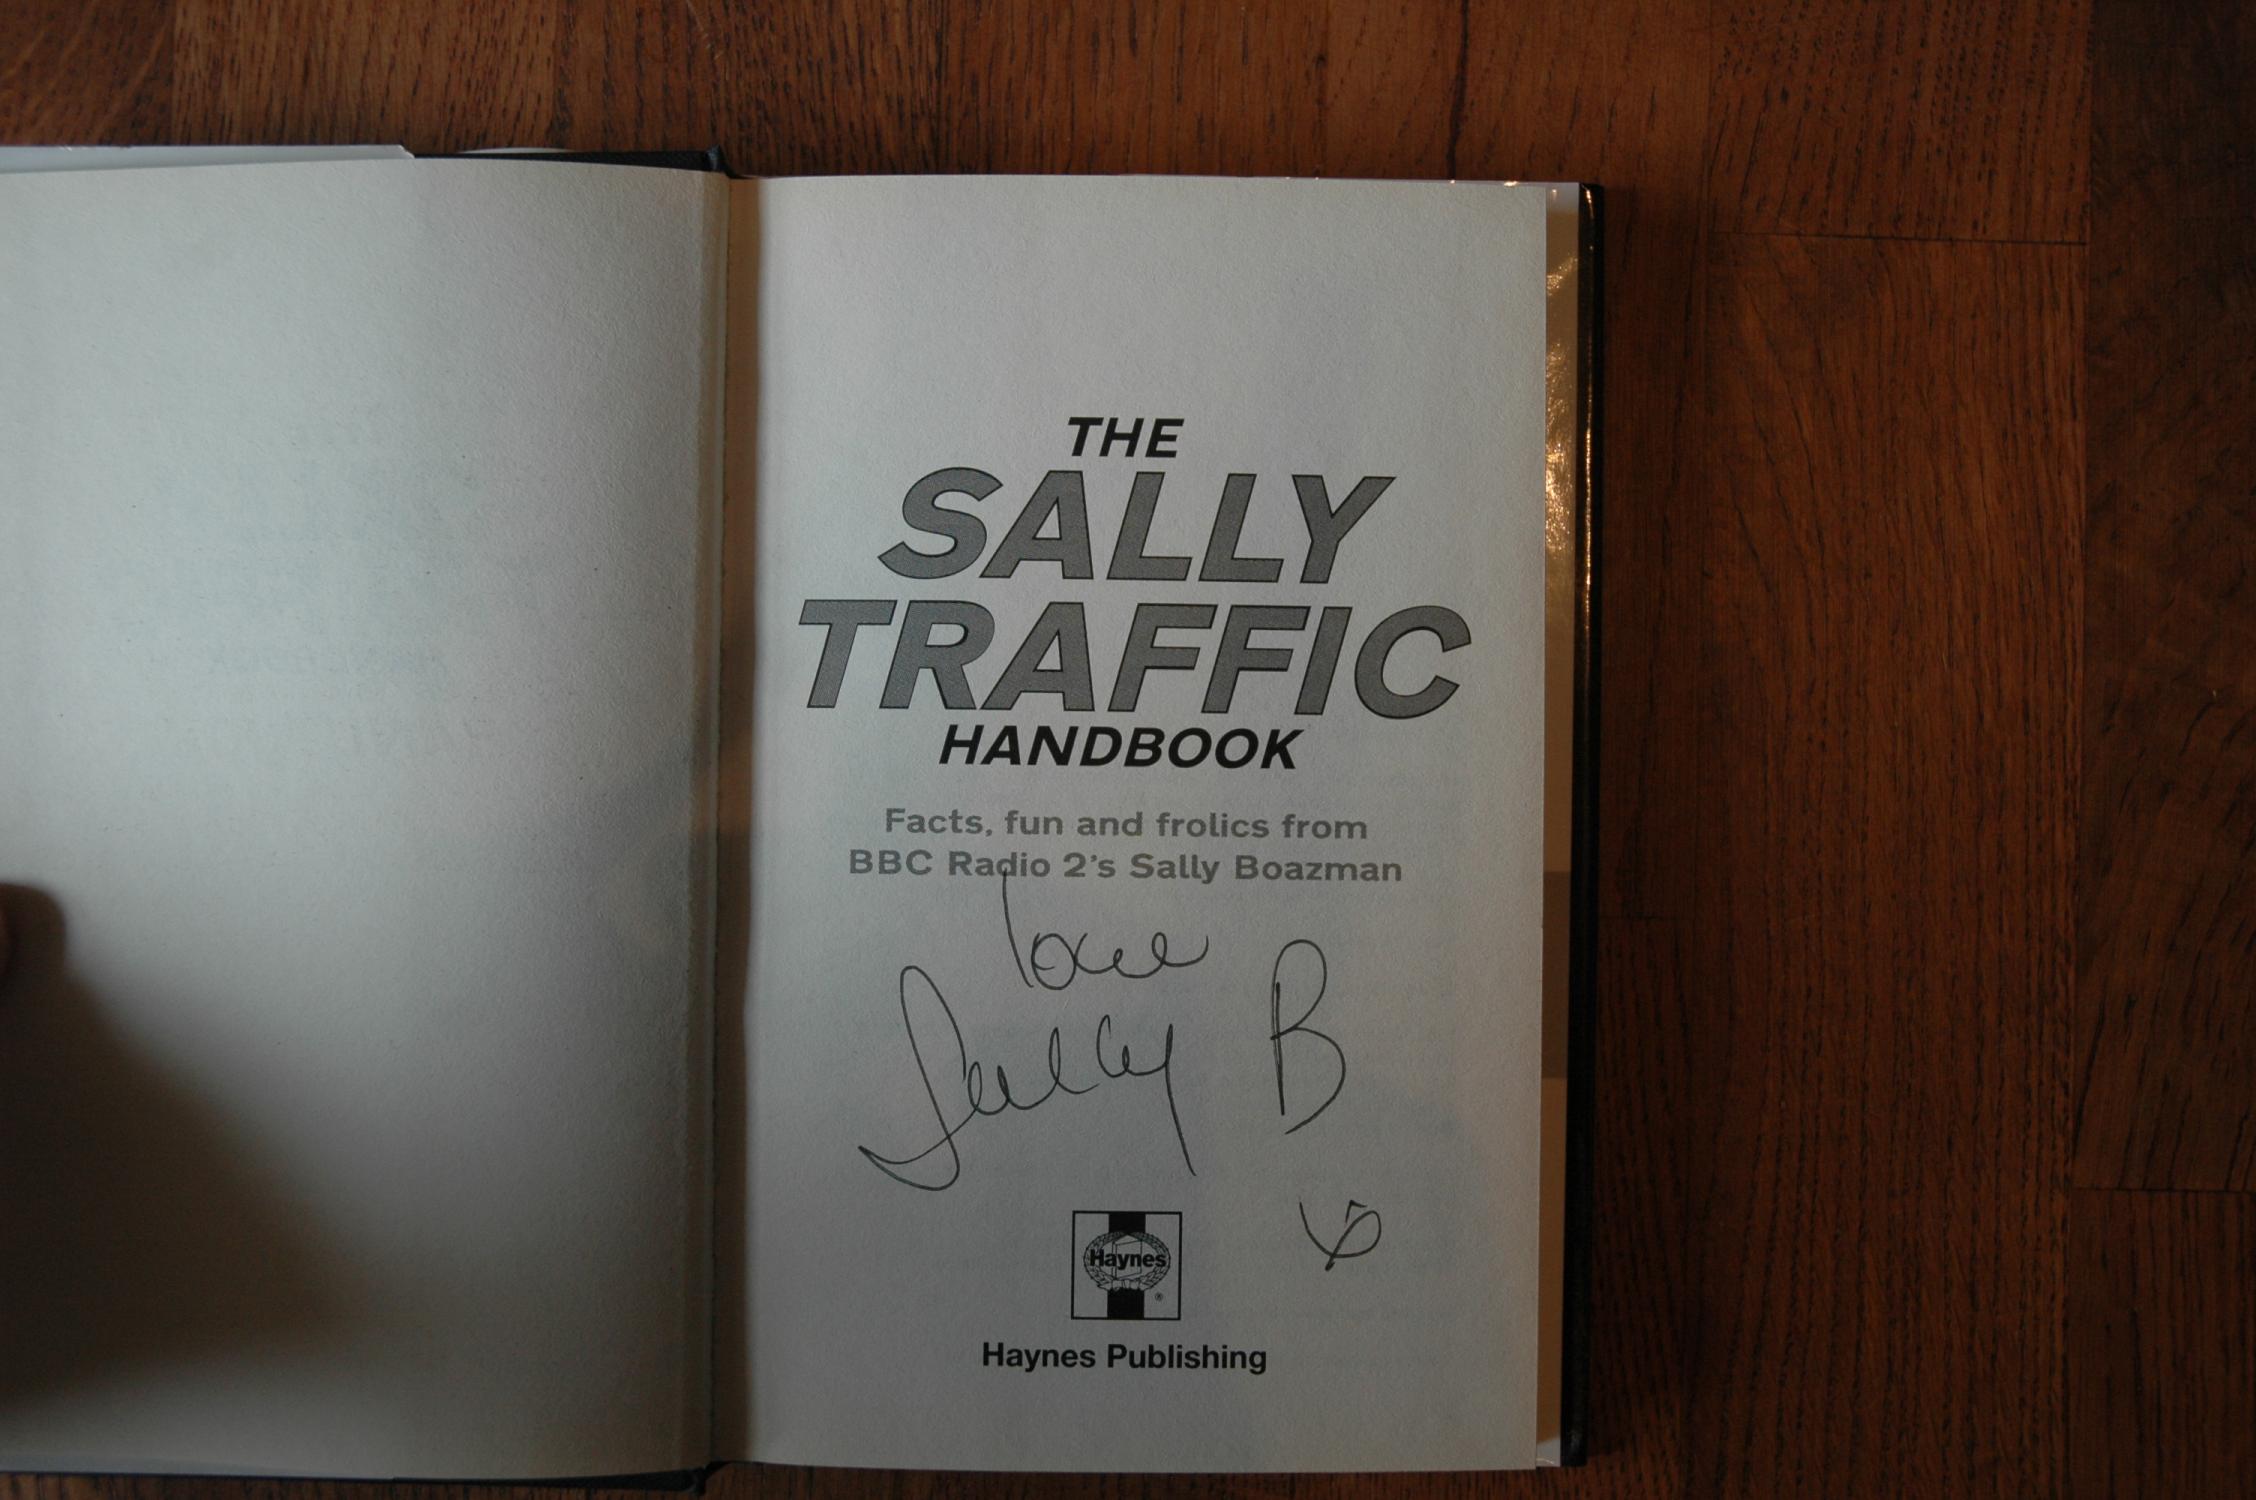 THE
SALLY
TRAFFIC
HANDBOOK
Facts, fun and frolics from
BBC Radio 2's Sally Boazman
love
Sally B
x
Haynes
®
Haynes Publishing